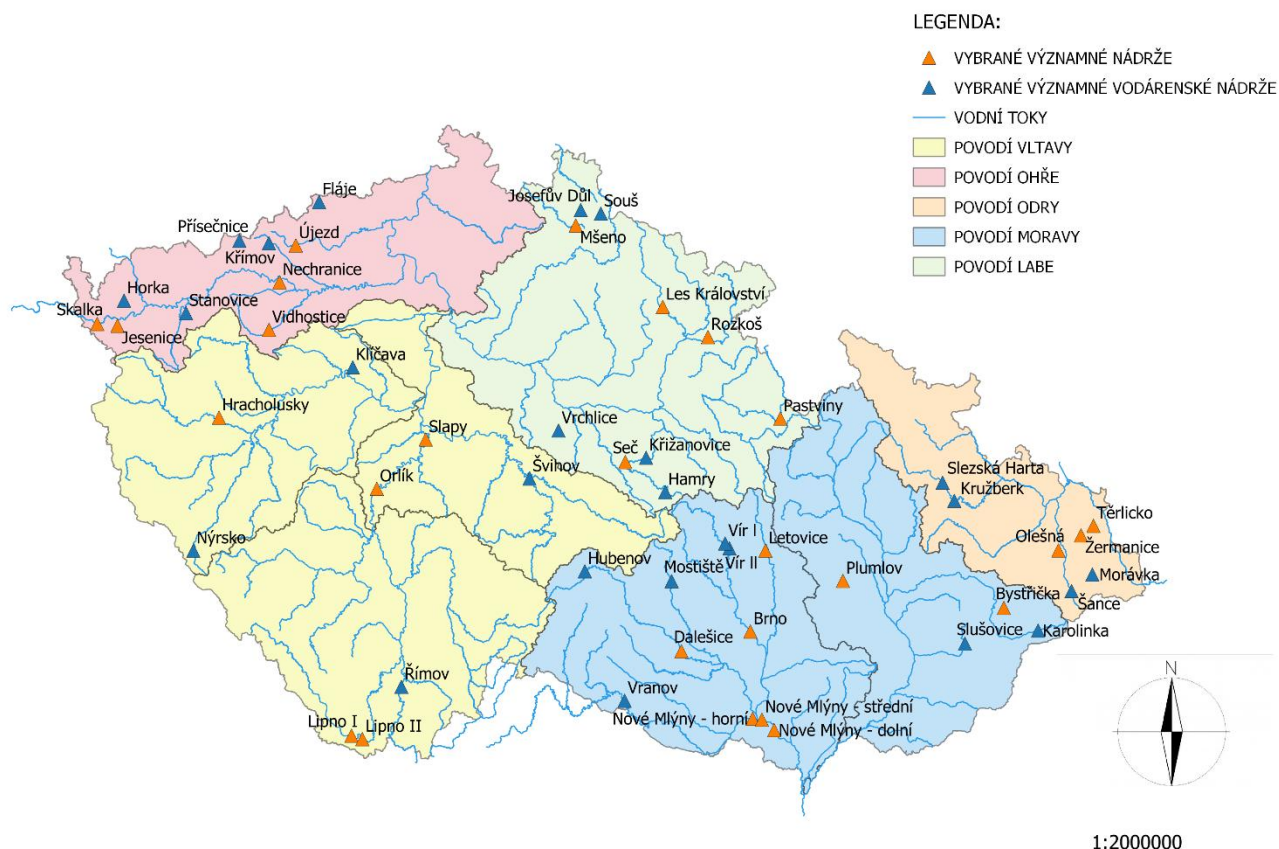 LEGENDA:
VYBRANÉ VÝZNAMNÉ NÁDRŽE
VYBRANÉ VÝZNAMNÉ VODÁRENSKÉ NÁDRŽE
VODNÍ TOKY
POVODÍ VLTAVY
POVODÍ OHŘE
POVODÍ ODRY
POVODÍ MORAVY
POVODÍ LABE
Fláje
Josefův Důl
Souš
Přísečnice
Újezd
Mšeno
Křímov
Nechranice
Horka
Stanovice
Les Království
Skalka
Jesenice
Vidhostice
Rozkoš
Klíčava
Hracholusky
Pastviny
Slapy
Vrchlice
Seč
Křižanovice
Švihov
Orlík
Hamry
Slezská Harta
Kružberk
Těrlicko
Olešná
Žermanice
Nýrsko
Vír I
Letovice
Hubenov
Mostiště
Vír II
Plumlov
Morávka
Šance
Bystřička
Brno
Slušovice
Karolinka
Dalešice
Římov
Vranov
Nové Mlýny - střední
Nové Mlýny - horní
Nové Mlýny - dolní
Lipno I
Lipno II
N
1:2000000